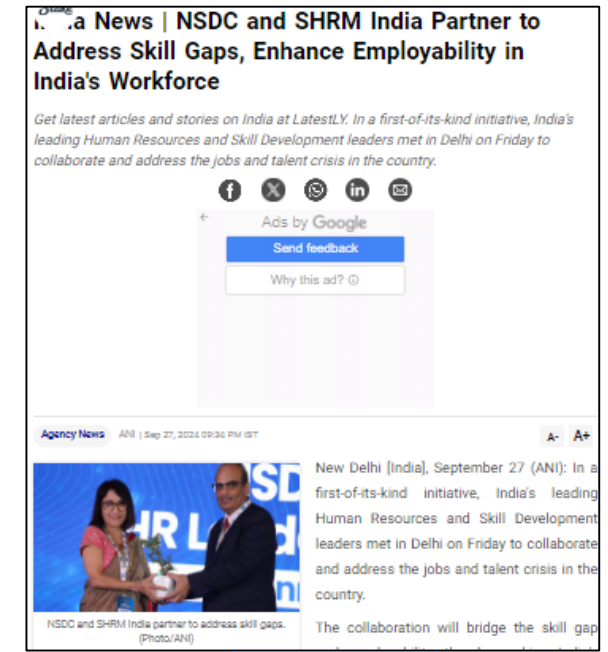 India News | NSDC and SHRM India Partner to
Address Skill Gaps, Enhance Employability in
India's Workforce
Get latest articles and stories on India at LatestLY. In a first-of-its-kind initiative, India's
leading Human Resources and Skill Development leaders met in Delhi on Friday to
collaborate and address the jobs and talent crisis in the country.
Ads by Google
Send feedback
Why this ad?
Agency News ANI | Sep 27, 2024 09:34 PM IST
A- A+
New Delhi [India], September 27 (ANI): In a
first-of-its-kind initiative, India's leading
Human Resources and Skill Development
leaders met in Delhi on Friday to collaborate
and address the jobs and talent crisis in the
country.
The collaboration will bridge the skill gap
SD
HR L
NSDC and SHRM India partner to address skill gaps.
(Photo/ANI)